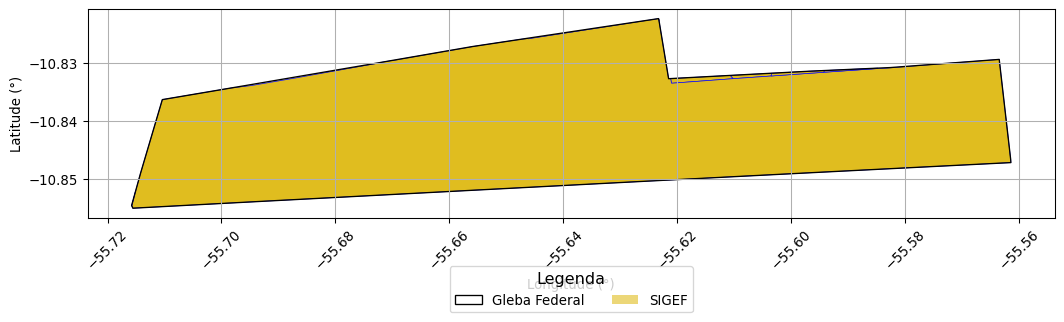 Latitude (°)
−10.83
−10.84
−10.85
−55.72
−55.70
−55.68
−55.66
−55.64
−55.62
−55.60
−55.58
−55.56
Longitude (°)
Legenda
Gleba Federal
SIGEF